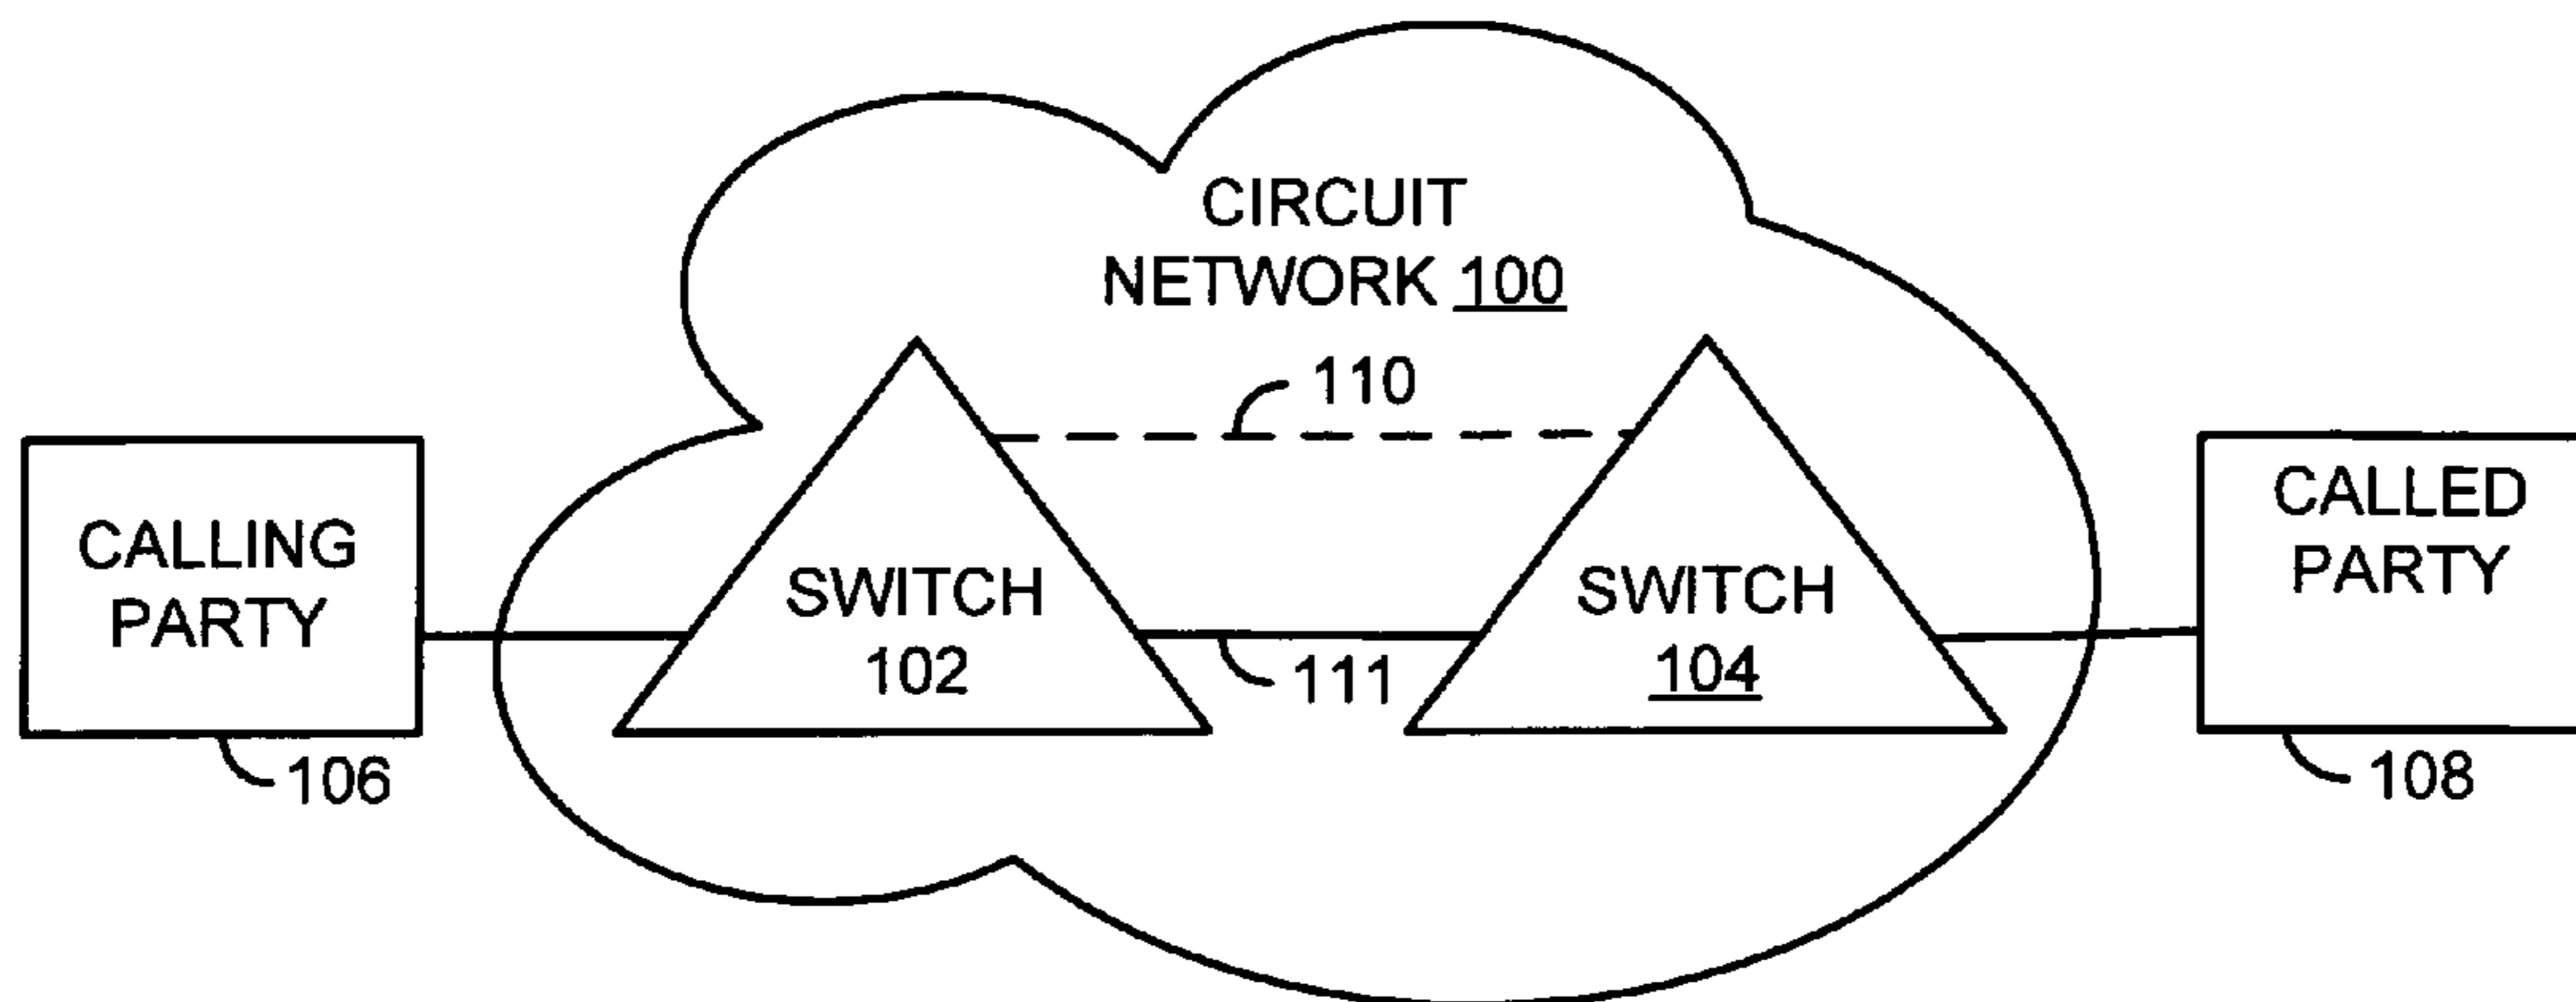 CIRCUIT
NETWORK 100
110
CALLING
PARTY
SWITCH
102
111
SWITCH
104
CALLED
PARTY
106
108